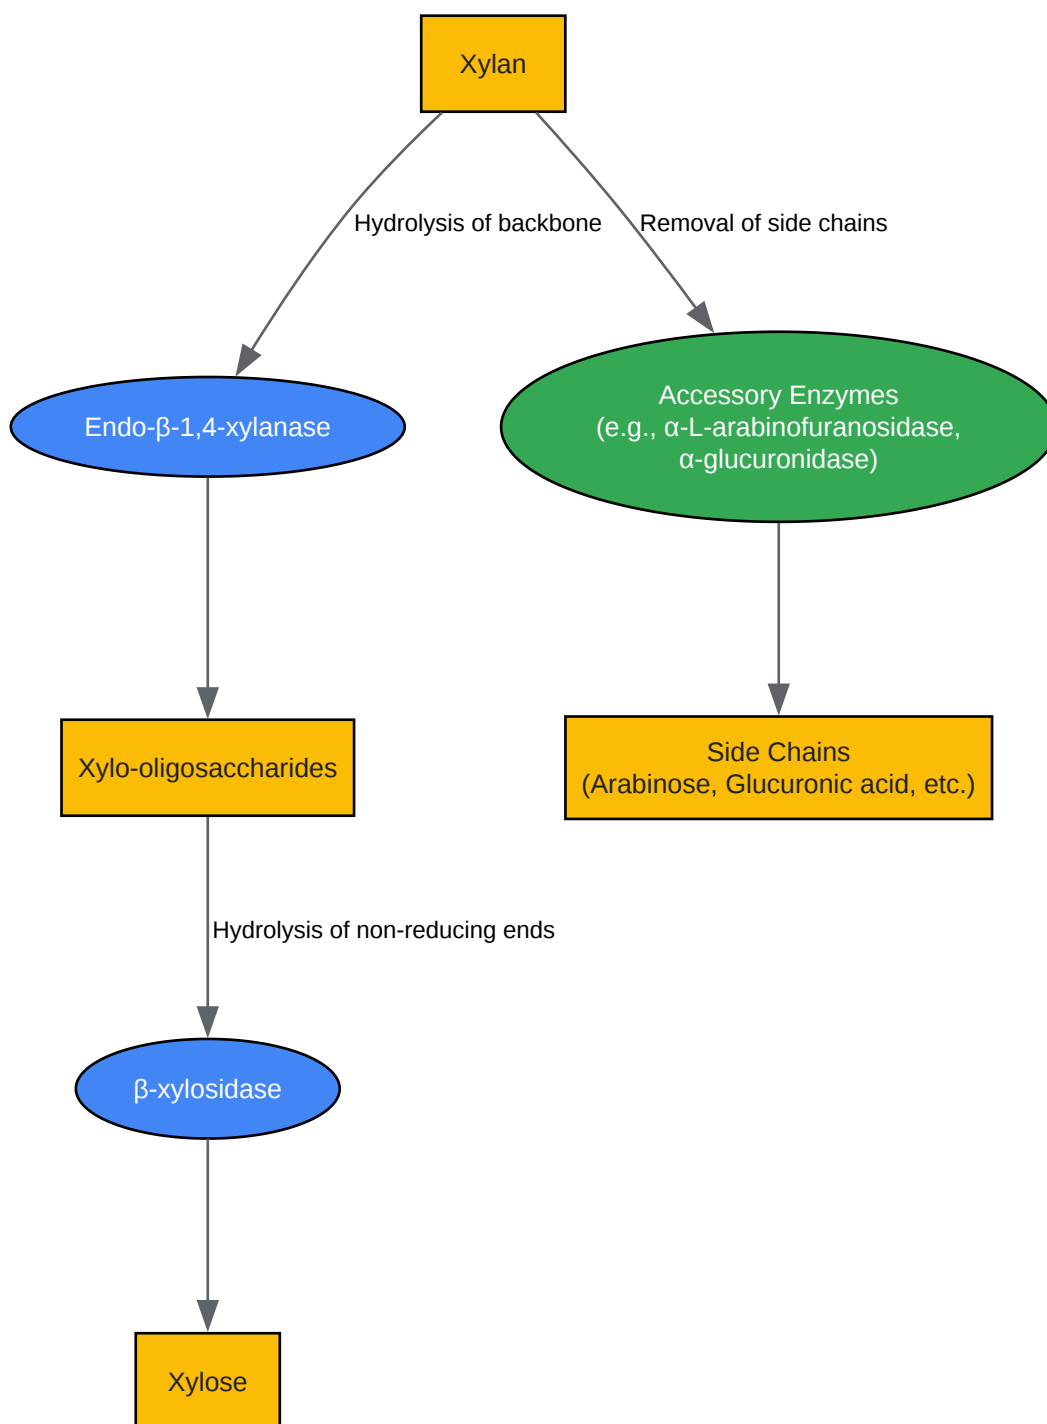 Xylan
Hydrolysis of backbone
Removal of side chains
Endo-β-1,4-xylanase
Accessory Enzymes
(e.g., α-L-arabinofuranosidase,
α-glucuronidase)
Xylo-oligosaccharides
Side Chains
(Arabinose, Glucuronic acid, etc.)
Hydrolysis of non-reducing ends
β-xylosidase
Xylose